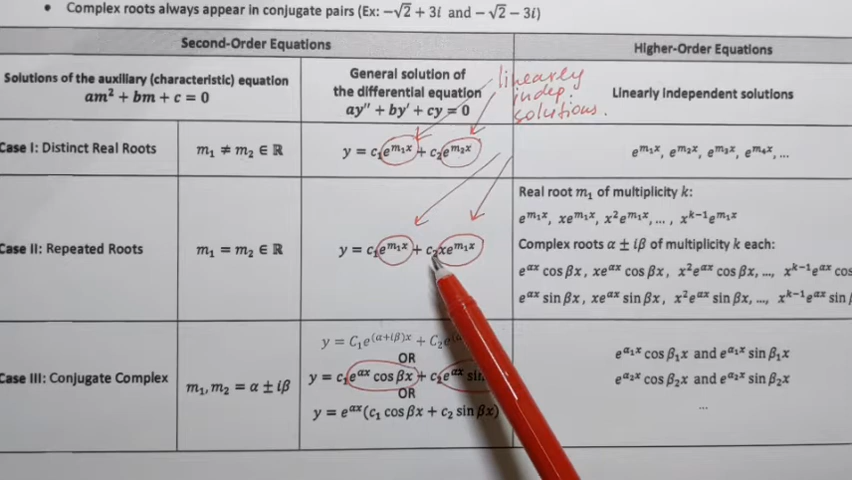 • Complex roots always appear in conjugate pairs (Ex: −√2 + 3i and − √2 − 3i)
Second-Order Equations
Higher-Order Equations
Solutions of the auxiliary (characteristic) equation
am² + bm + c = 0
General solution of
the differential equation
ay″ + by′ + cy = 0
linearly
indep.
solutions.
Linearly independent solutions
Case I: Distinct Real Roots
m₁ ≠ m₂ ∈ ℝ
y = c₁e^{m₁x} + c₂e^{m₂x}
e^{m₁x}, e^{m₂x}, e^{m₃x}, e^{m₄x}, ...
Case II: Repeated Roots
m₁ = m₂ ∈ ℝ
y = c₁e^{m₁x} + c₂xe^{m₁x}
Real root m₁ of multiplicity k:
e^{m₁x}, xe^{m₁x}, x²e^{m₁x}, ... , x^{k−1}e^{m₁x}
Complex roots α ± iβ of multiplicity k each:
e^{αx} cos βx, xe^{αx} cos βx, x²e^{αx} cos βx, ..., x^{k−1}e^{αx} cos
e^{αx} sin βx, xe^{αx} sin βx, x²e^{αx} sin βx, ..., x^{k−1}e^{αx} sin
Case III: Conjugate Complex
m₁, m₂ = α ± iβ
y = C₁e^{(α+iβ)x} + C₂e
OR
y = c₁e^{αx} cos βx + c₂e^{αx} sin
OR
y = e^{αx}(c₁ cos βx + c₂ sin βx)
e^{α₁x} cos β₁x and e^{α₁x} sin β₁x
e^{α₂x} cos β₂x and e^{α₂x} sin β₂x
...